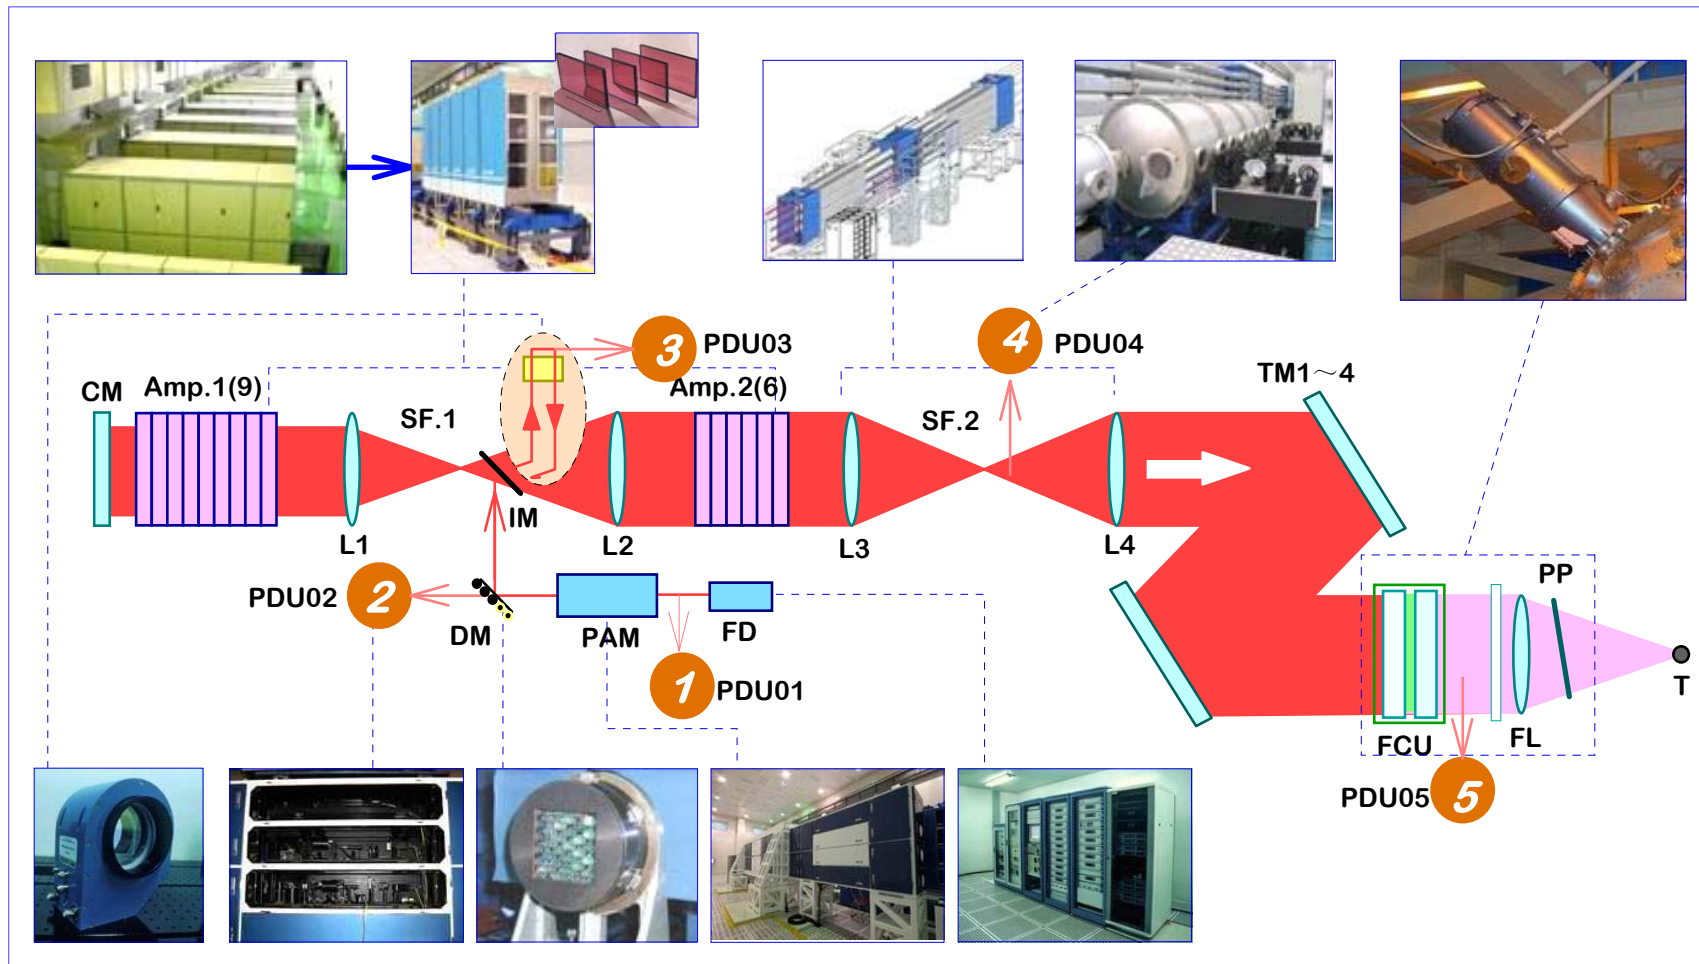 3
PDU03
4
PDU04
TM1～4
CM
Amp.1(9)
Amp.2(6)
SF.1
SF.2
IM
L1
L2
L3
L4
PP
PDU02
2
DM
PAM
FD
1
PDU01
T
FCU
FL
PDU05
5